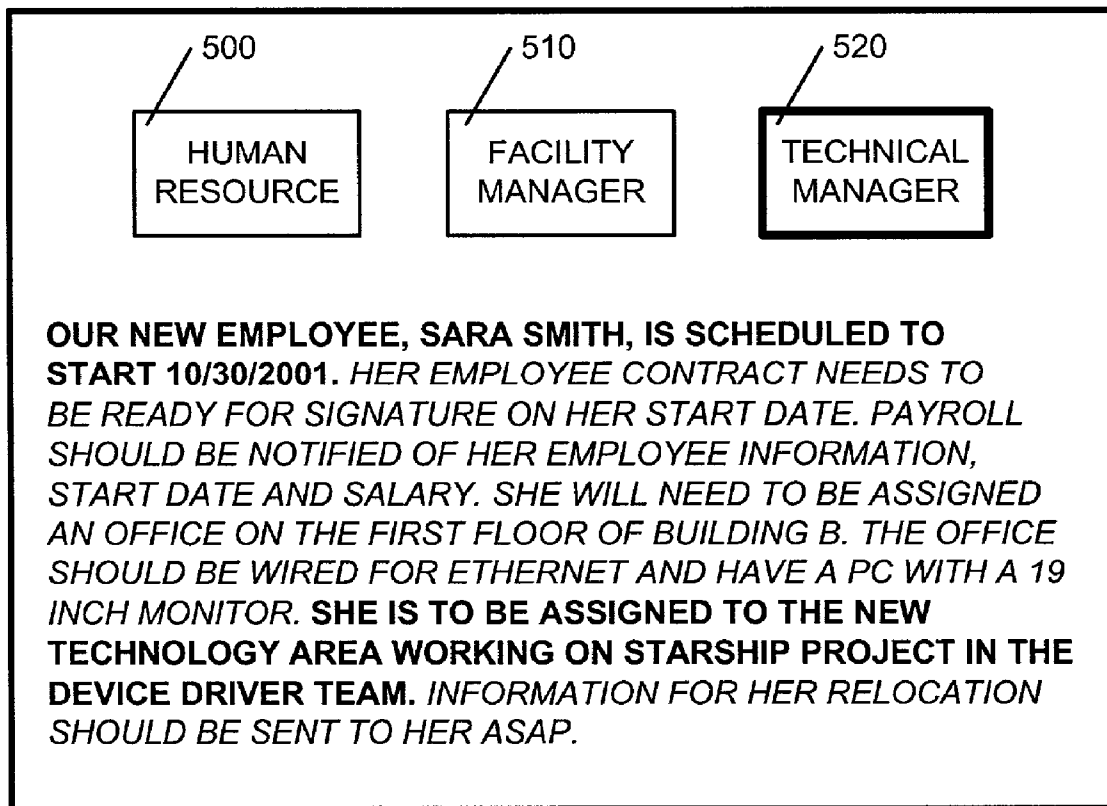 500 510 520
HUMAN RESOURCE
FACILITY MANAGER
TECHNICAL MANAGER
OUR NEW EMPLOYEE, SARA SMITH, IS SCHEDULED TO
START 10/30/2001. HER EMPLOYEE CONTRACT NEEDS TO
BE READY FOR SIGNATURE ON HER START DATE. PAYROLL
SHOULD BE NOTIFIED OF HER EMPLOYEE INFORMATION,
START DATE AND SALARY. SHE WILL NEED TO BE ASSIGNED
AN OFFICE ON THE FIRST FLOOR OF BUILDING B. THE OFFICE
SHOULD BE WIRED FOR ETHERNET AND HAVE A PC WITH A 19
INCH MONITOR. SHE IS TO BE ASSIGNED TO THE NEW
TECHNOLOGY AREA WORKING ON STARSHIP PROJECT IN THE
DEVICE DRIVER TEAM. INFORMATION FOR HER RELOCATION
SHOULD BE SENT TO HER ASAP.